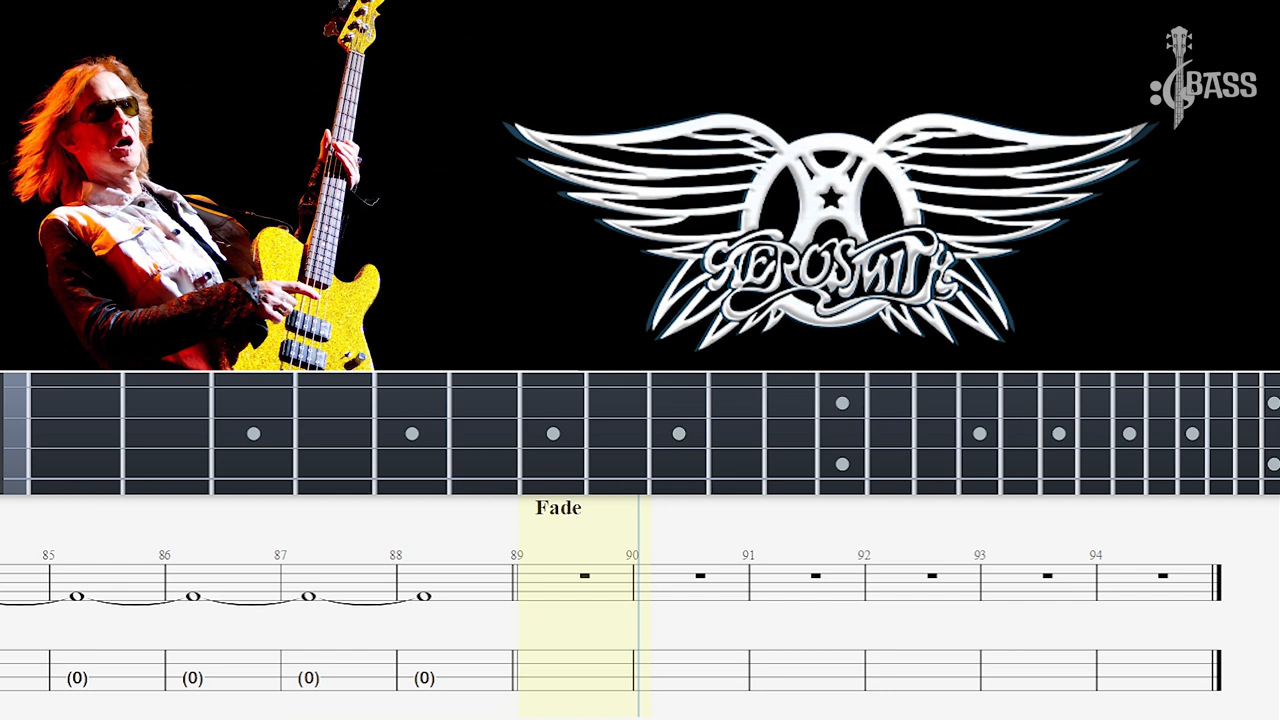 BASS
AEROSMITH
Fade
85 86 87 88 89 90 91 92 93 94
(0) (0) (0) (0)